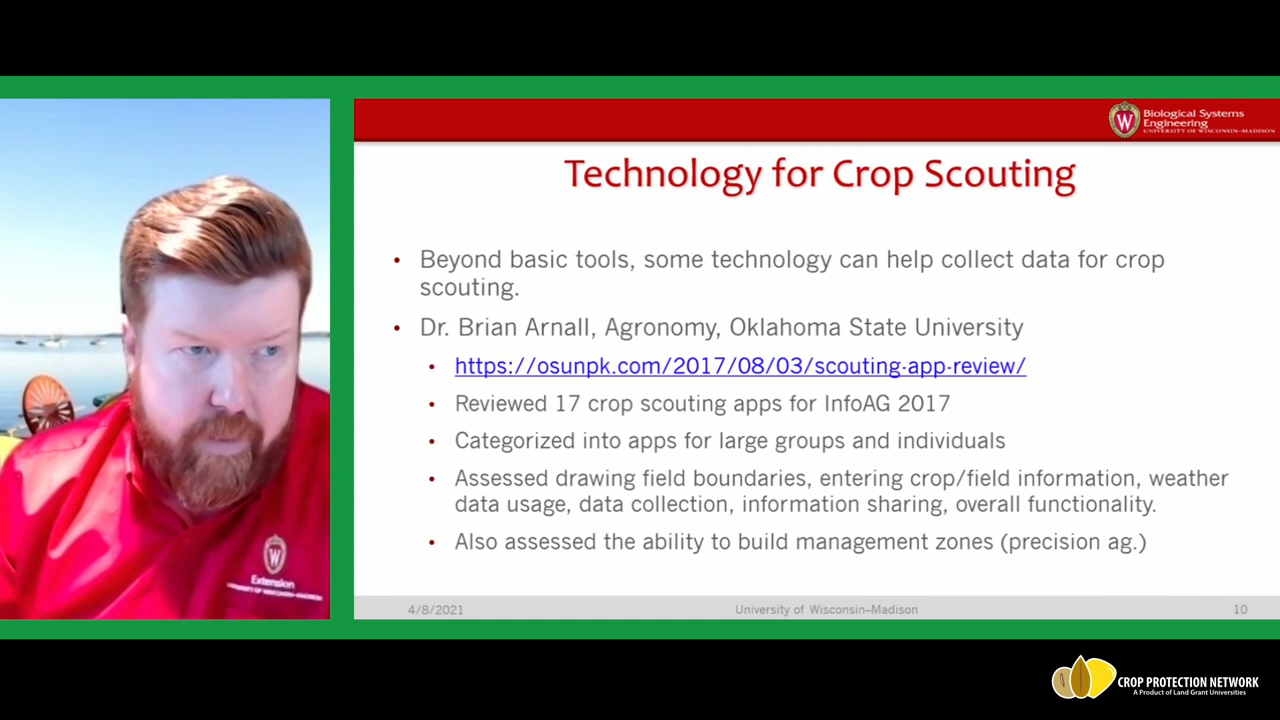 Biological Systems
Engineering
UNIVERSITY OF WISCONSIN–MADISON
Technology for Crop Scouting
• Beyond basic tools, some technology can help collect data for crop
scouting.
• Dr. Brian Arnall, Agronomy, Oklahoma State University
• https://osunpk.com/2017/08/03/scouting-app-review/
• Reviewed 17 crop scouting apps for InfoAG 2017
• Categorized into apps for large groups and individuals
• Assessed drawing field boundaries, entering crop/field information, weather
data usage, data collection, information sharing, overall functionality.
• Also assessed the ability to build management zones (precision ag.)
W
Extension
UNIVERSITY OF WISCONSIN–MADISON
4/8/2021 University of Wisconsin–Madison 10
CROP PROTECTION NETWORK
A Product of Land Grant Universities